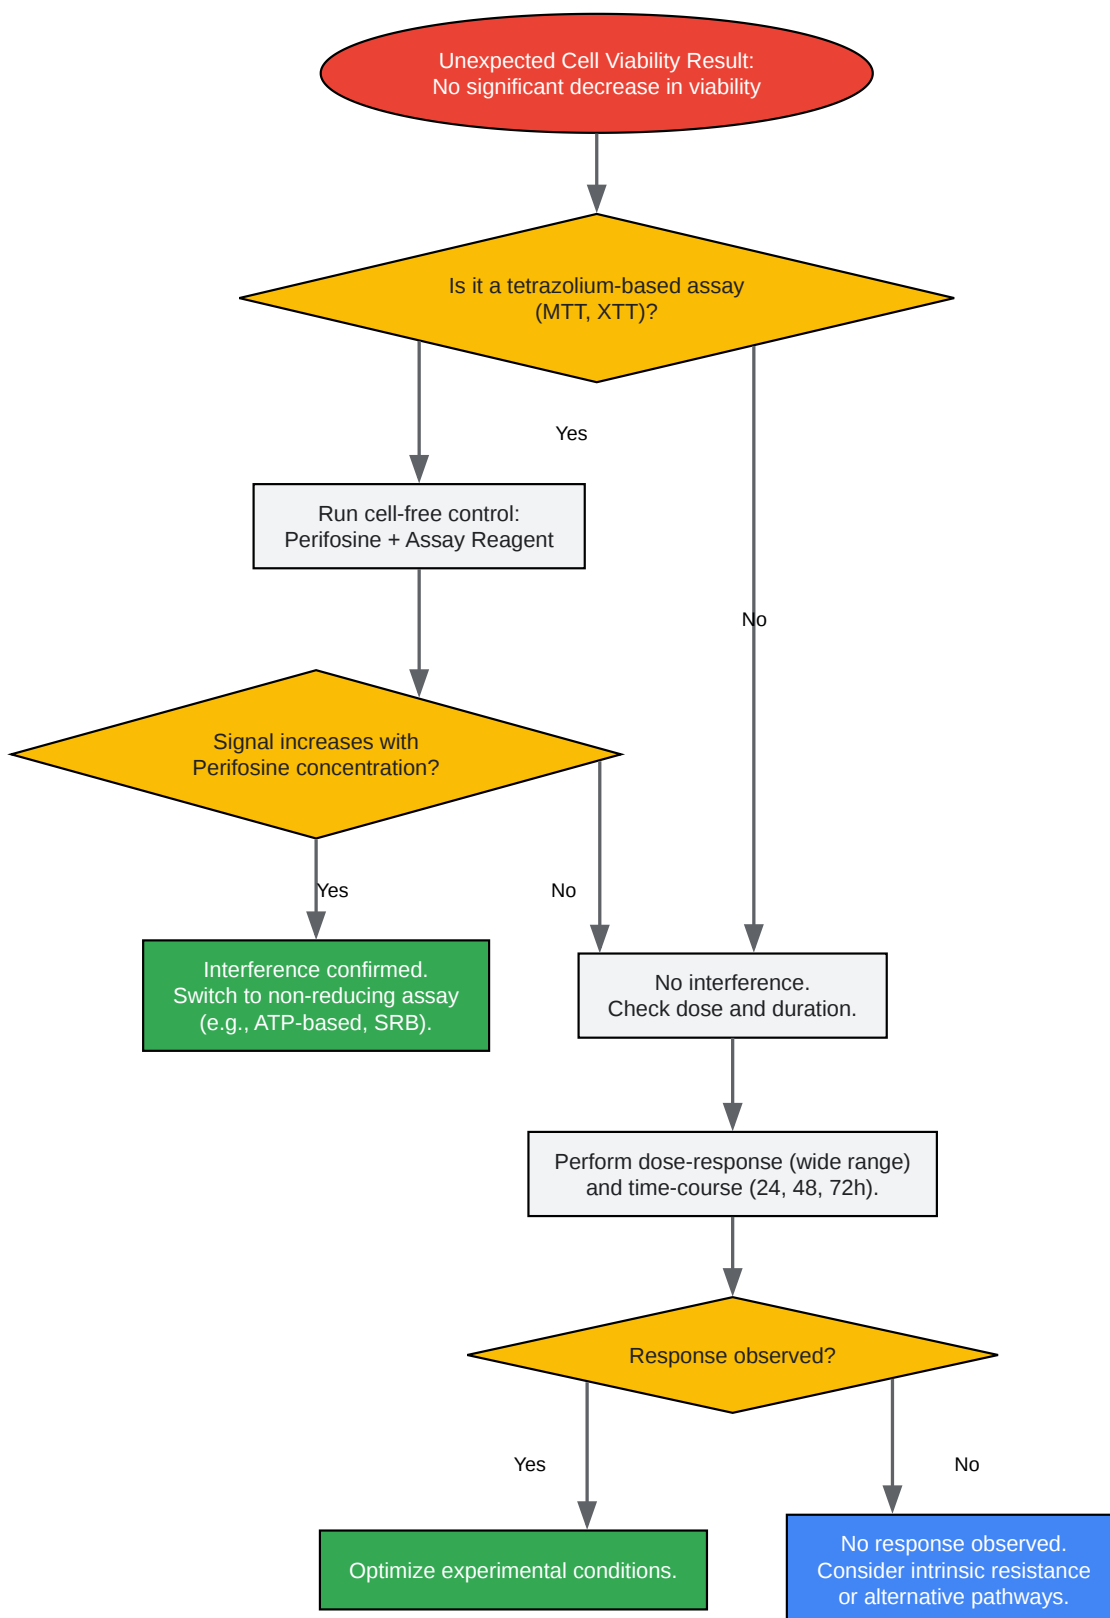 Unexpected Cell Viability Result:
No significant decrease in viability
Is it a tetrazolium-based assay
(MTT, XTT)?
Yes
Run cell-free control:
Perifosine + Assay Reagent
No
Signal increases with
Perifosine concentration?
Yes
No
Interference confirmed.
Switch to non-reducing assay
(e.g., ATP-based, SRB).
No interference.
Check dose and duration.
Perform dose-response (wide range)
and time-course (24, 48, 72h).
Response observed?
Yes
No
Optimize experimental conditions.
No response observed.
Consider intrinsic resistance
or alternative pathways.